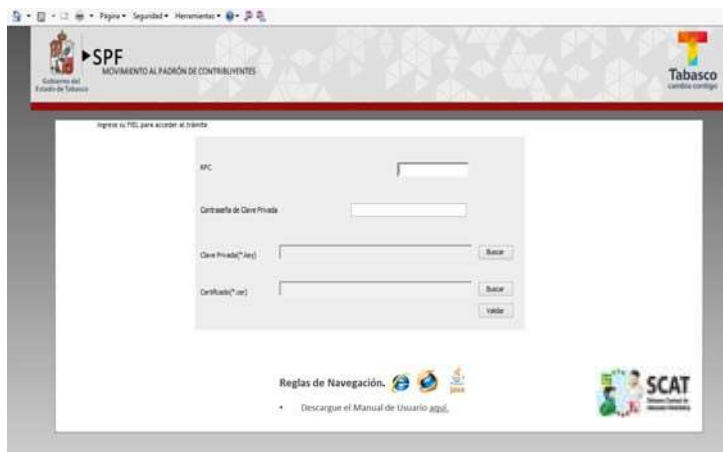 Página Seguridad Herramientas
SPF
MOVIMIENTO AL PADRÓN DE CONTRIBUYENTES
Gobierno del
Estado de Tabasco
Tabasco
cambia contigo
Ingrese su FIEL para acceder al trámite
RFC
Contraseña de Clave Privada
Clave Privada(*.key)
Buscar
Certificado(*.cer)
Buscar
Validar
Reglas de Navegación.
Java
• Descargue el Manual de Usuario aquí.
SCAT